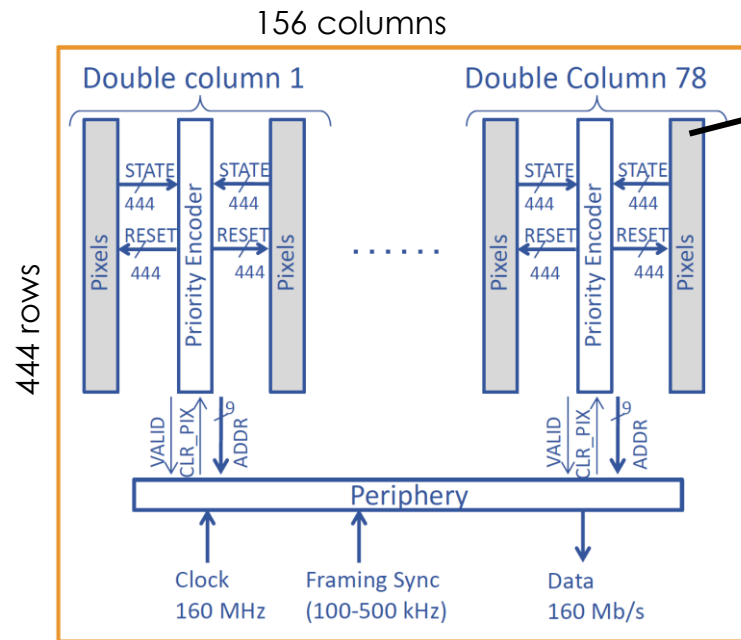 156 columns
444 rows
Double column 1
Double Column 78
Pixels
STATE
444
RESET
444
Priority Encoder
STATE
444
RESET
444
Pixels
......
Pixels
STATE
444
RESET
444
Priority Encoder
STATE
444
RESET
444
Pixels
VALID
CLR_PIX
9
ADDR
VALID
CLR_PIX
9
ADDR
Periphery
Clock
160 MHz
Framing Sync
(100-500 kHz)
Data
160 Mb/s